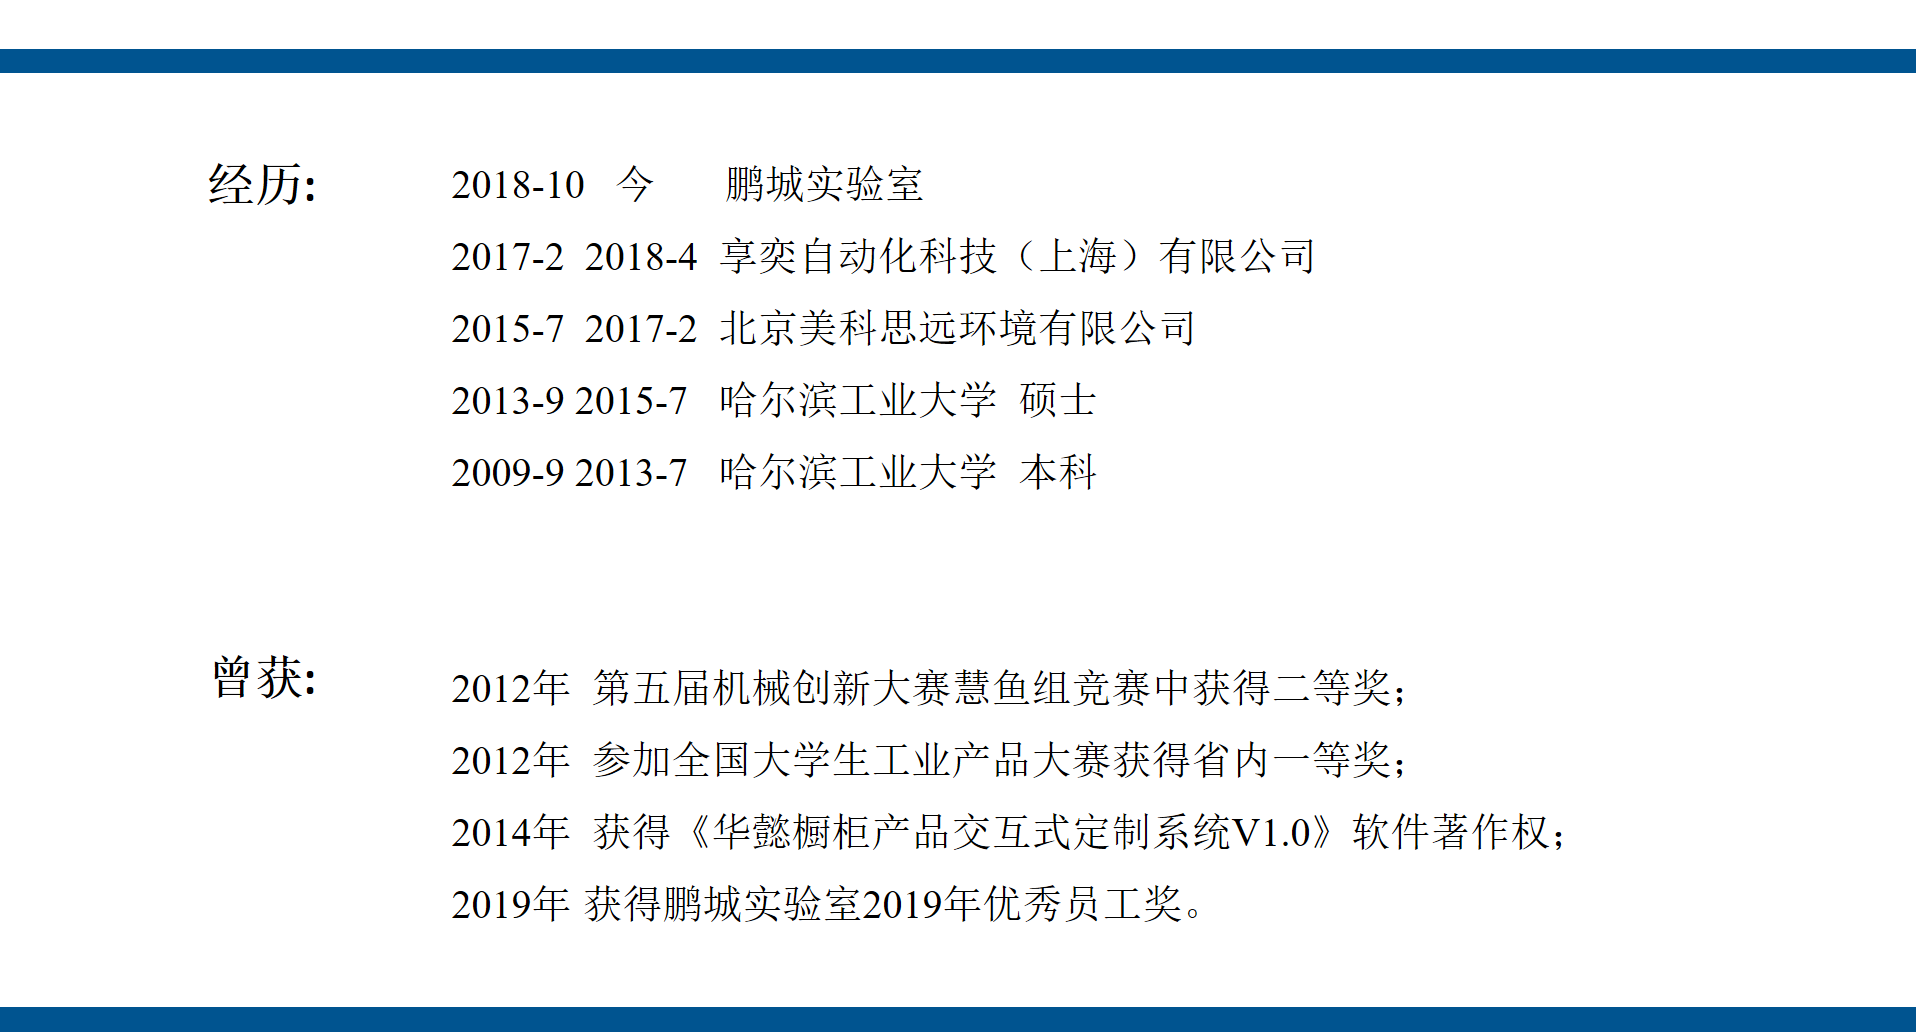 经历:
2018-10 今 鹏城实验室
2017-2 2018-4 享奕自动化科技（上海）有限公司
2015-7 2017-2 北京美科思远环境有限公司
2013-9 2015-7 哈尔滨工业大学 硕士
2009-9 2013-7 哈尔滨工业大学 本科
曾获:
2012年 第五届机械创新大赛慧鱼组竞赛中获得二等奖；
2012年 参加全国大学生工业产品大赛获得省内一等奖；
2014年 获得《华懿橱柜产品交互式定制系统V1.0》软件著作权；
2019年 获得鹏城实验室2019年优秀员工奖。